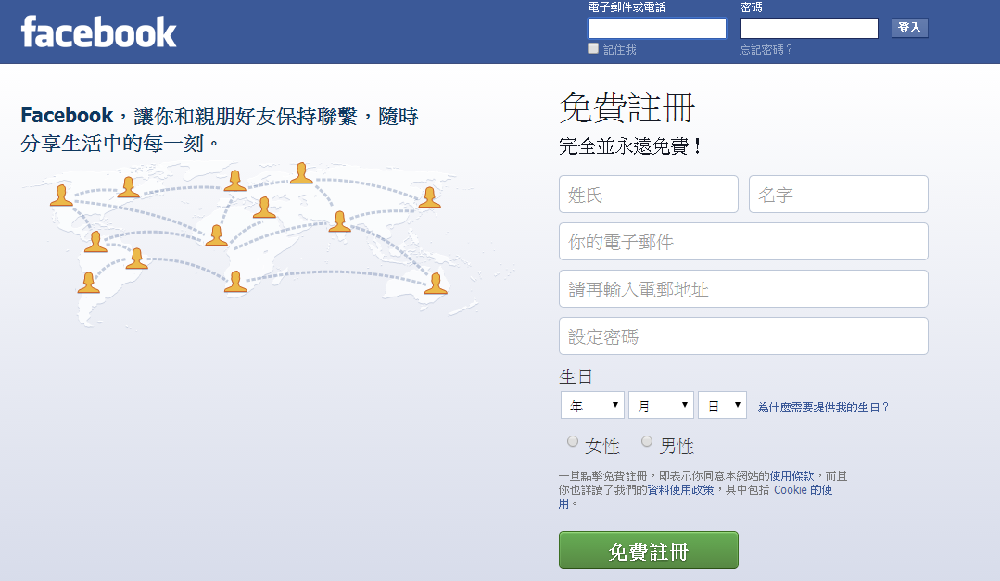 facebook
電子郵件或電話
密碼
登入
記住我
忘記密碼？
Facebook，讓你和親朋好友保持聯繫，隨時
分享生活中的每一刻。
免費註冊
完全並永遠免費！
姓氏
名字
你的電子郵件
請再輸入電郵地址
設定密碼
生日
年
月
日
為什麼需要提供我的生日？
女性
男性
一旦點擊免費註冊，即表示你同意本網站的使用條款，而且
你也詳讀了我們的資料使用政策，其中包括 Cookie 的使
用。
免費註冊